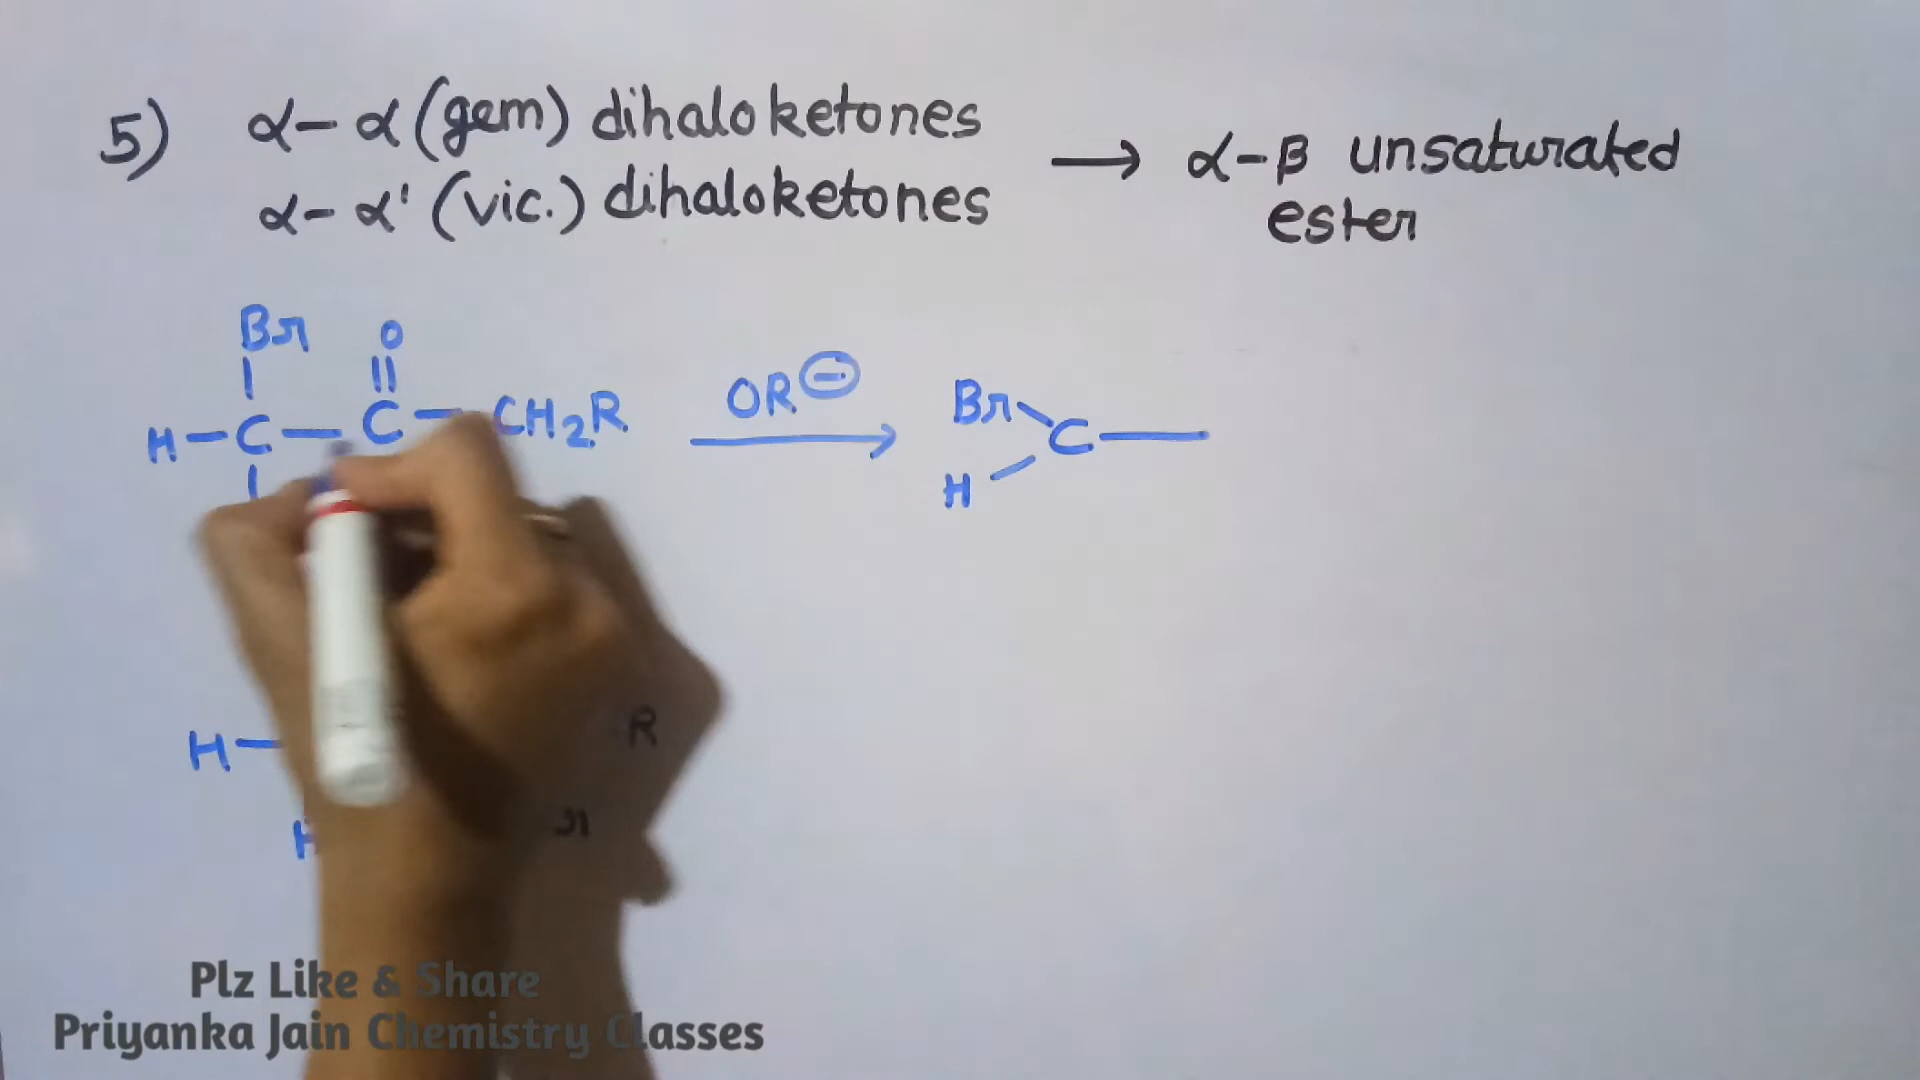 5) α-α (gem) dihaloketones
α-α' (vic.) dihaloketones
→ α-β unsaturated
ester
Br O
|| 
H-C-C-CH2R
OR⊖
Br
C
H
H-
R
Plz Like & Share
Priyanka Jain Chemistry Classes